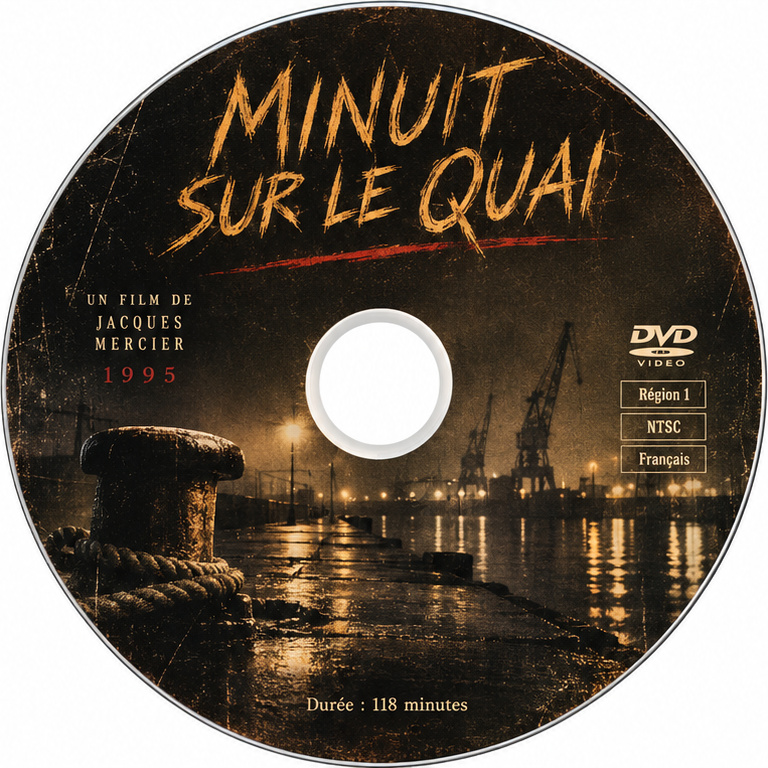 MINUIT
SUR LE QUAI
UN FILM DE
JACQUES
MERCIER
1995
DVD
VIDEO
Région 1
NTSC
Français
Durée : 118 minutes